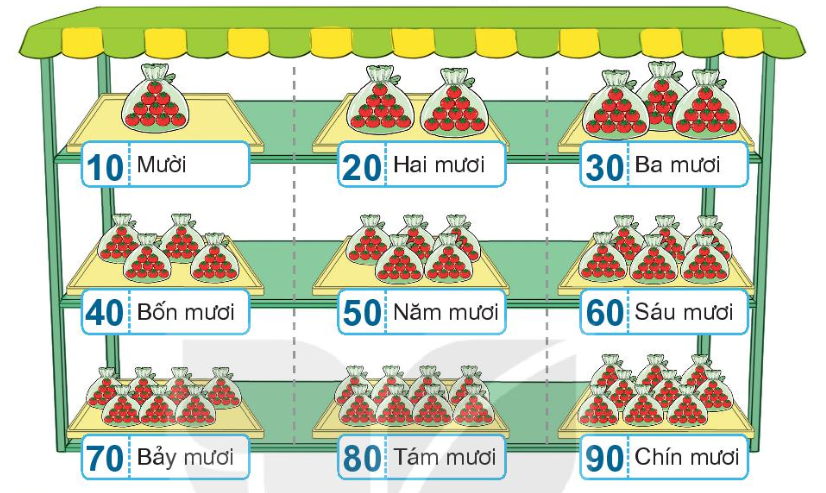 10 Mười
20 Hai mươi
30 Ba mươi
40 Bốn mươi
50 Năm mươi
60 Sáu mươi
70 Bảy mươi
80 Tám mươi
90 Chín mươi